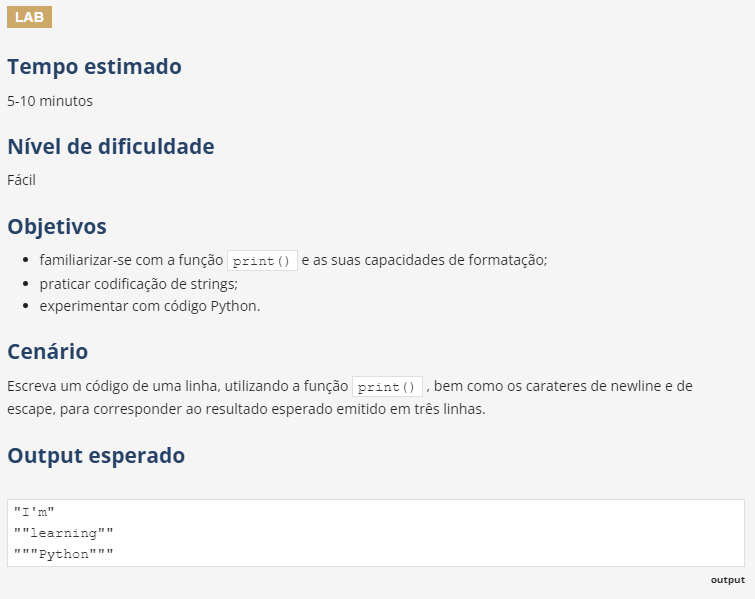 LAB
Tempo estimado
5-10 minutos
Nível de dificuldade
Fácil
Objetivos
• familiarizar-se com a função print() e as suas capacidades de formatação;
• praticar codificação de strings;
• experimentar com código Python.
Cenário
Escreva um código de uma linha, utilizando a função print() , bem como os carateres de newline e de
escape, para corresponder ao resultado esperado emitido em três linhas.
Output esperado
"I'm"
""learning""
"""Python"""
output